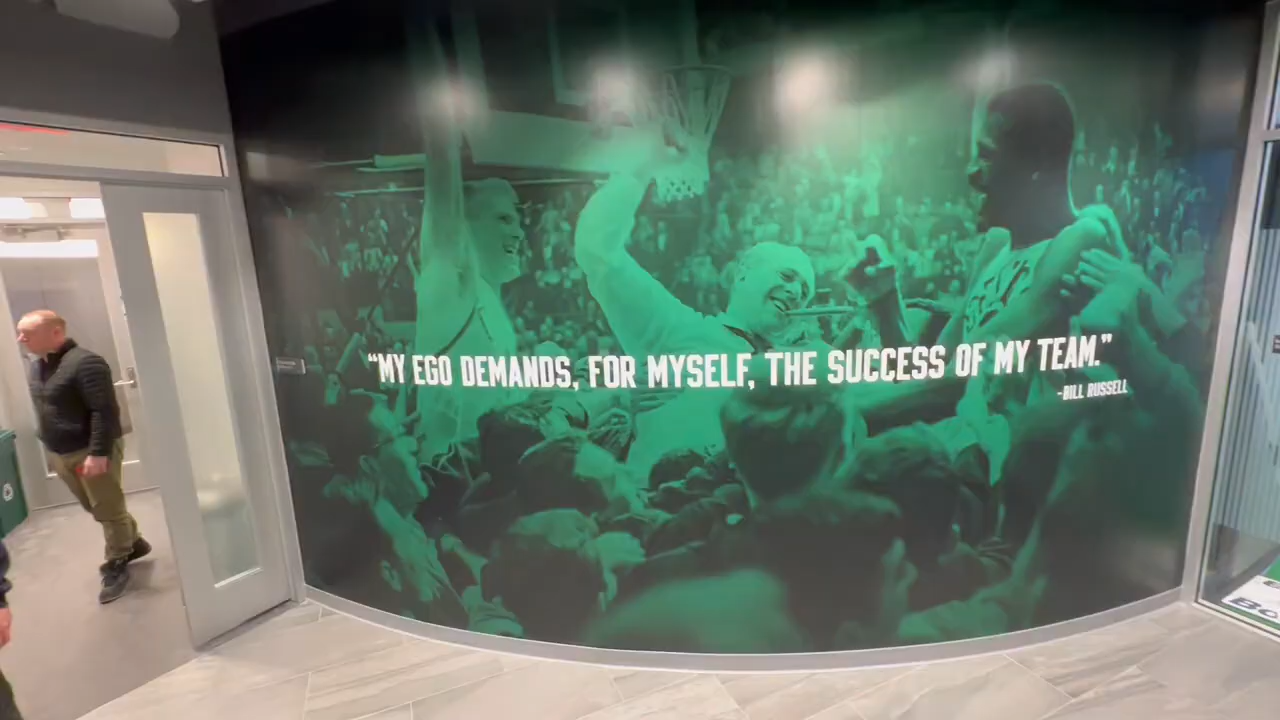 “MY EGO DEMANDS, FOR MYSELF, THE SUCCESS OF MY TEAM.”
-BILL RUSSELL